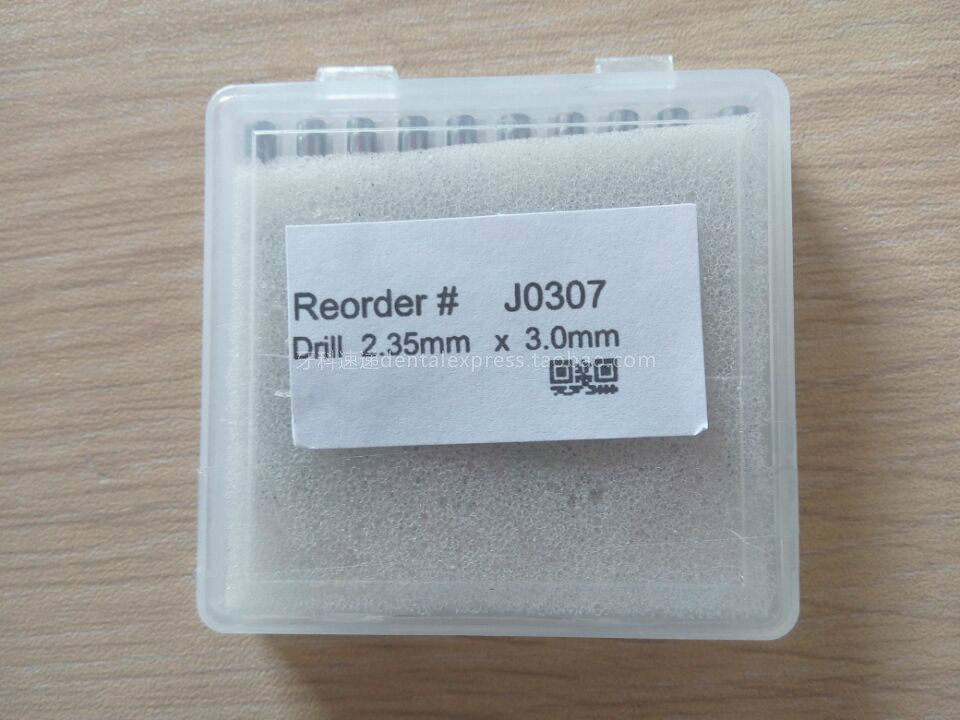 Reorder # J0307
Drill 2.35mm x 3.0mm
牙科速递dentalexpress.taobao.com